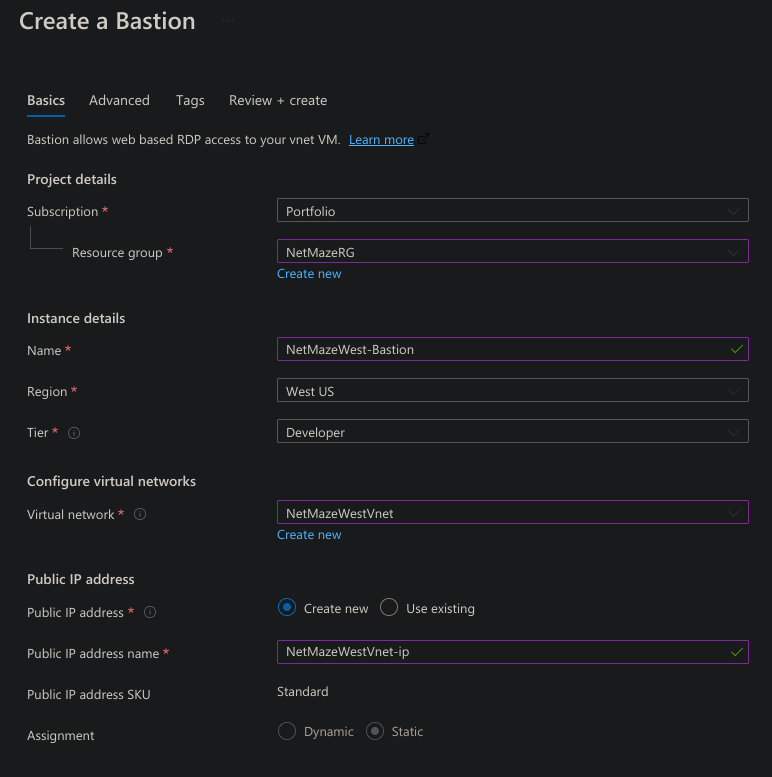 Create a Bastion ...
Basics Advanced Tags Review + create
Bastion allows web based RDP access to your vnet VM. Learn more
Project details
Subscription * Portfolio
Resource group * NetMazeRG
Create new
Instance details
Name * NetMazeWest-Bastion
Region * West US
Tier * Developer
Configure virtual networks
Virtual network * NetMazeWestVnet
Create new
Public IP address
Public IP address * Create new Use existing
Public IP address name * NetMazeWestVnet-ip
Public IP address SKU Standard
Assignment Dynamic Static